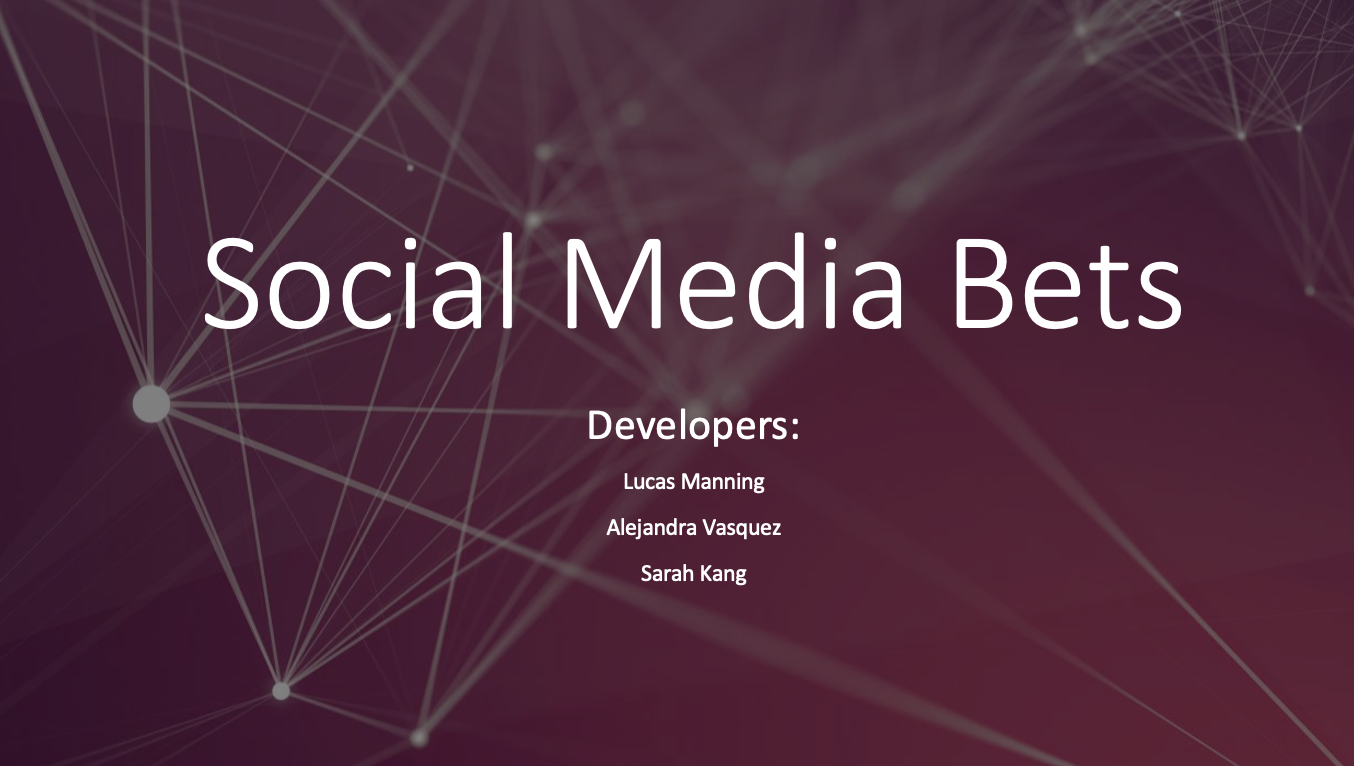 Social Media Bets
Developers:
Lucas Manning
Alejandra Vasquez
Sarah Kang